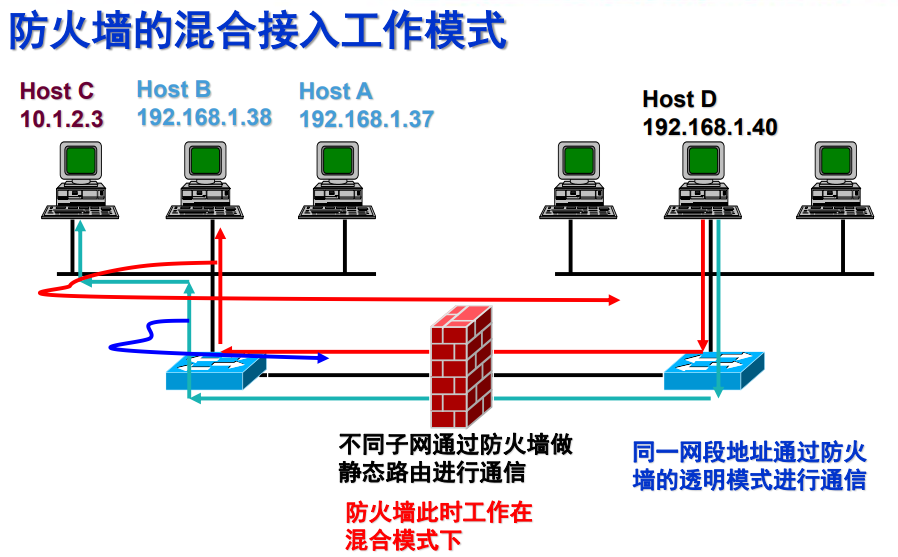 防火墙的混合接入工作模式
Host C
10.1.2.3
Host B
192.168.1.38
Host A
192.168.1.37
Host D
192.168.1.40
不同子网通过防火墙做
静态路由进行通信
防火墙此时工作在
混合模式下
同一网段地址通过防火
墙的透明模式进行通信